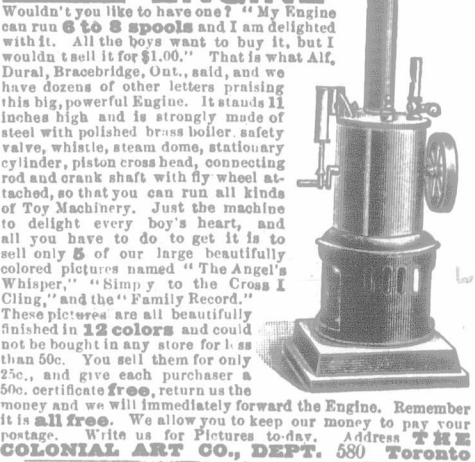 Wouldn't you like to have one? "My Engine
can run 6 to 8 spools and I am delighted
with it. All the boys want to buy it, but I
wouldn t sell it for $1.00." That is what Alf.
Dural, Bracebridge, Ont., said, and we
have dozens of other letters praising
this big, powerful Engine. It stands 11
inches high and is strongly made of
steel with polished brass boiler. safety
valve, whistle, steam dome, stationary
cylinder, piston cross head, connecting
rod and crank shaft with fly wheel at-
tached, so that you can run all kinds
of Toy Machinery. Just the machine
to delight every boy's heart, and
all you have to do to get it is to
sell only 5 of our large beautifully
colored pictures named "The Angel's
Whisper," "Simp y to the Cross I
Cling," and the "Family Record."
These pictures are all beautifully
finished in 12 colors and could
not be bought in any store for less
than 50c. You sell them for only
25c., and give each purchaser a
50c. certificate free, return us the
money and we will immediately forward the Engine. Remember
it is all free. We allow you to keep our money to pay your
postage. Write us for Pictures to-day. Address THE
COLONIAL ART CO., DEPT. 580 Toronto